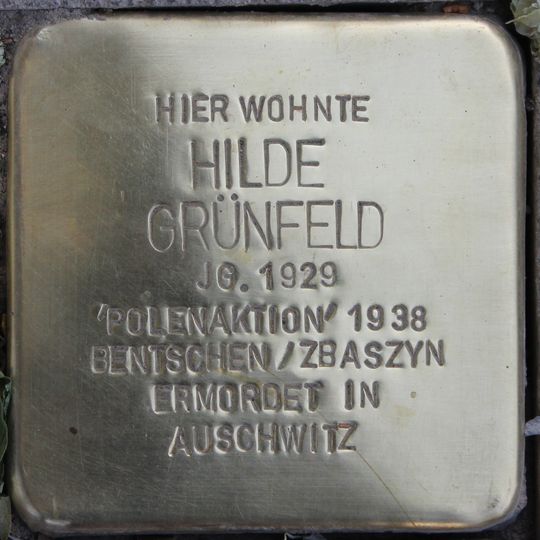 HIER WOHNTE
HILDE
GRÜNFELD
JG. 1929
'POLENAKTION' 1938
BENTSCHEN/ZBASZYN
ERMORDET IN
AUSCHWITZ